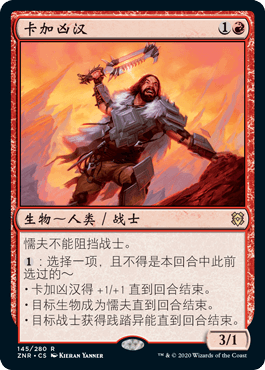 卡加凶汉 1
生物～人类／战士
懦夫不能阻挡战士。
1：选择一项，且不得是本回合中此前
选过的～
•卡加凶汉得+1/+1直到回合结束。
•目标生物成为懦夫直到回合结束。
•目标战士获得践踏异能直到回合结束。
3/1
145/280 R
ZNR • CS KIERAN YANNER
™ & © 2020 Wizards of the Coast